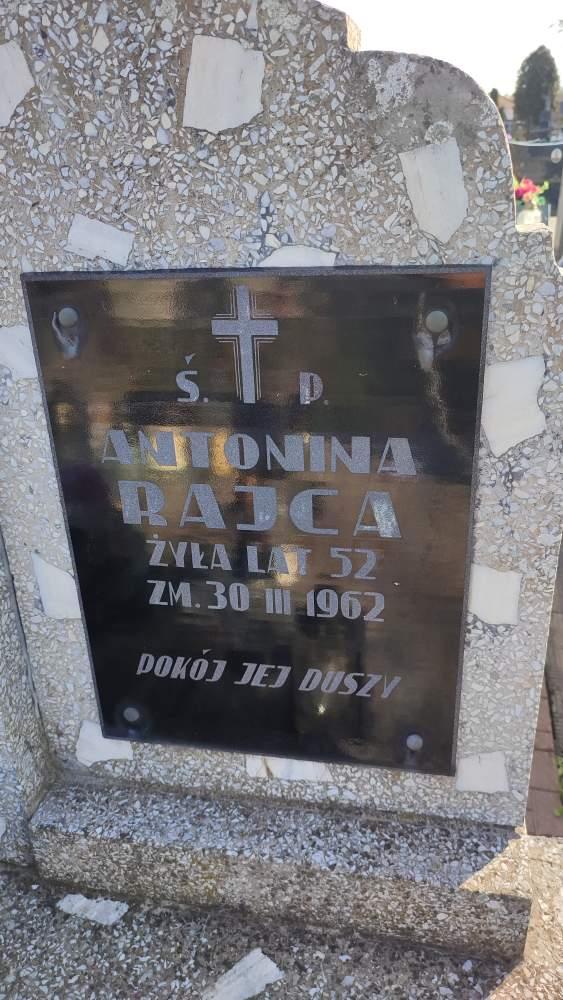 Ś. P.
ANTONINA
RAJCA
ŻYŁA LAT 52
ZM. 30 III 1962
POKÓJ JEJ DUSZY